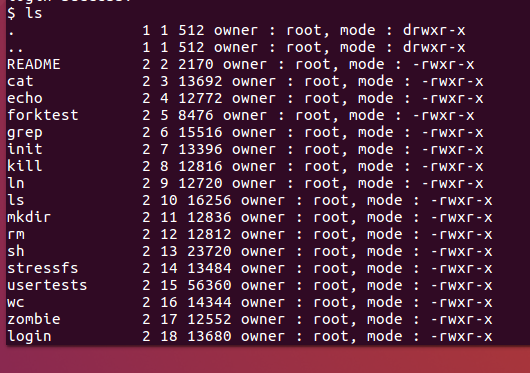 $ ls
. 1 1 512 owner : root, mode : drwxr-x
.. 1 1 512 owner : root, mode : drwxr-x
README 2 2 2170 owner : root, mode : -rwxr-x
cat 2 3 13692 owner : root, mode : -rwxr-x
echo 2 4 12772 owner : root, mode : -rwxr-x
forktest 2 5 8476 owner : root, mode : -rwxr-x
grep 2 6 15516 owner : root, mode : -rwxr-x
init 2 7 13396 owner : root, mode : -rwxr-x
kill 2 8 12816 owner : root, mode : -rwxr-x
ln 2 9 12720 owner : root, mode : -rwxr-x
ls 2 10 16256 owner : root, mode : -rwxr-x
mkdir 2 11 12836 owner : root, mode : -rwxr-x
rm 2 12 12812 owner : root, mode : -rwxr-x
sh 2 13 23720 owner : root, mode : -rwxr-x
stressfs 2 14 13484 owner : root, mode : -rwxr-x
usertests 2 15 56360 owner : root, mode : -rwxr-x
wc 2 16 14344 owner : root, mode : -rwxr-x
zombie 2 17 12552 owner : root, mode : -rwxr-x
login 2 18 13680 owner : root, mode : -rwxr-x